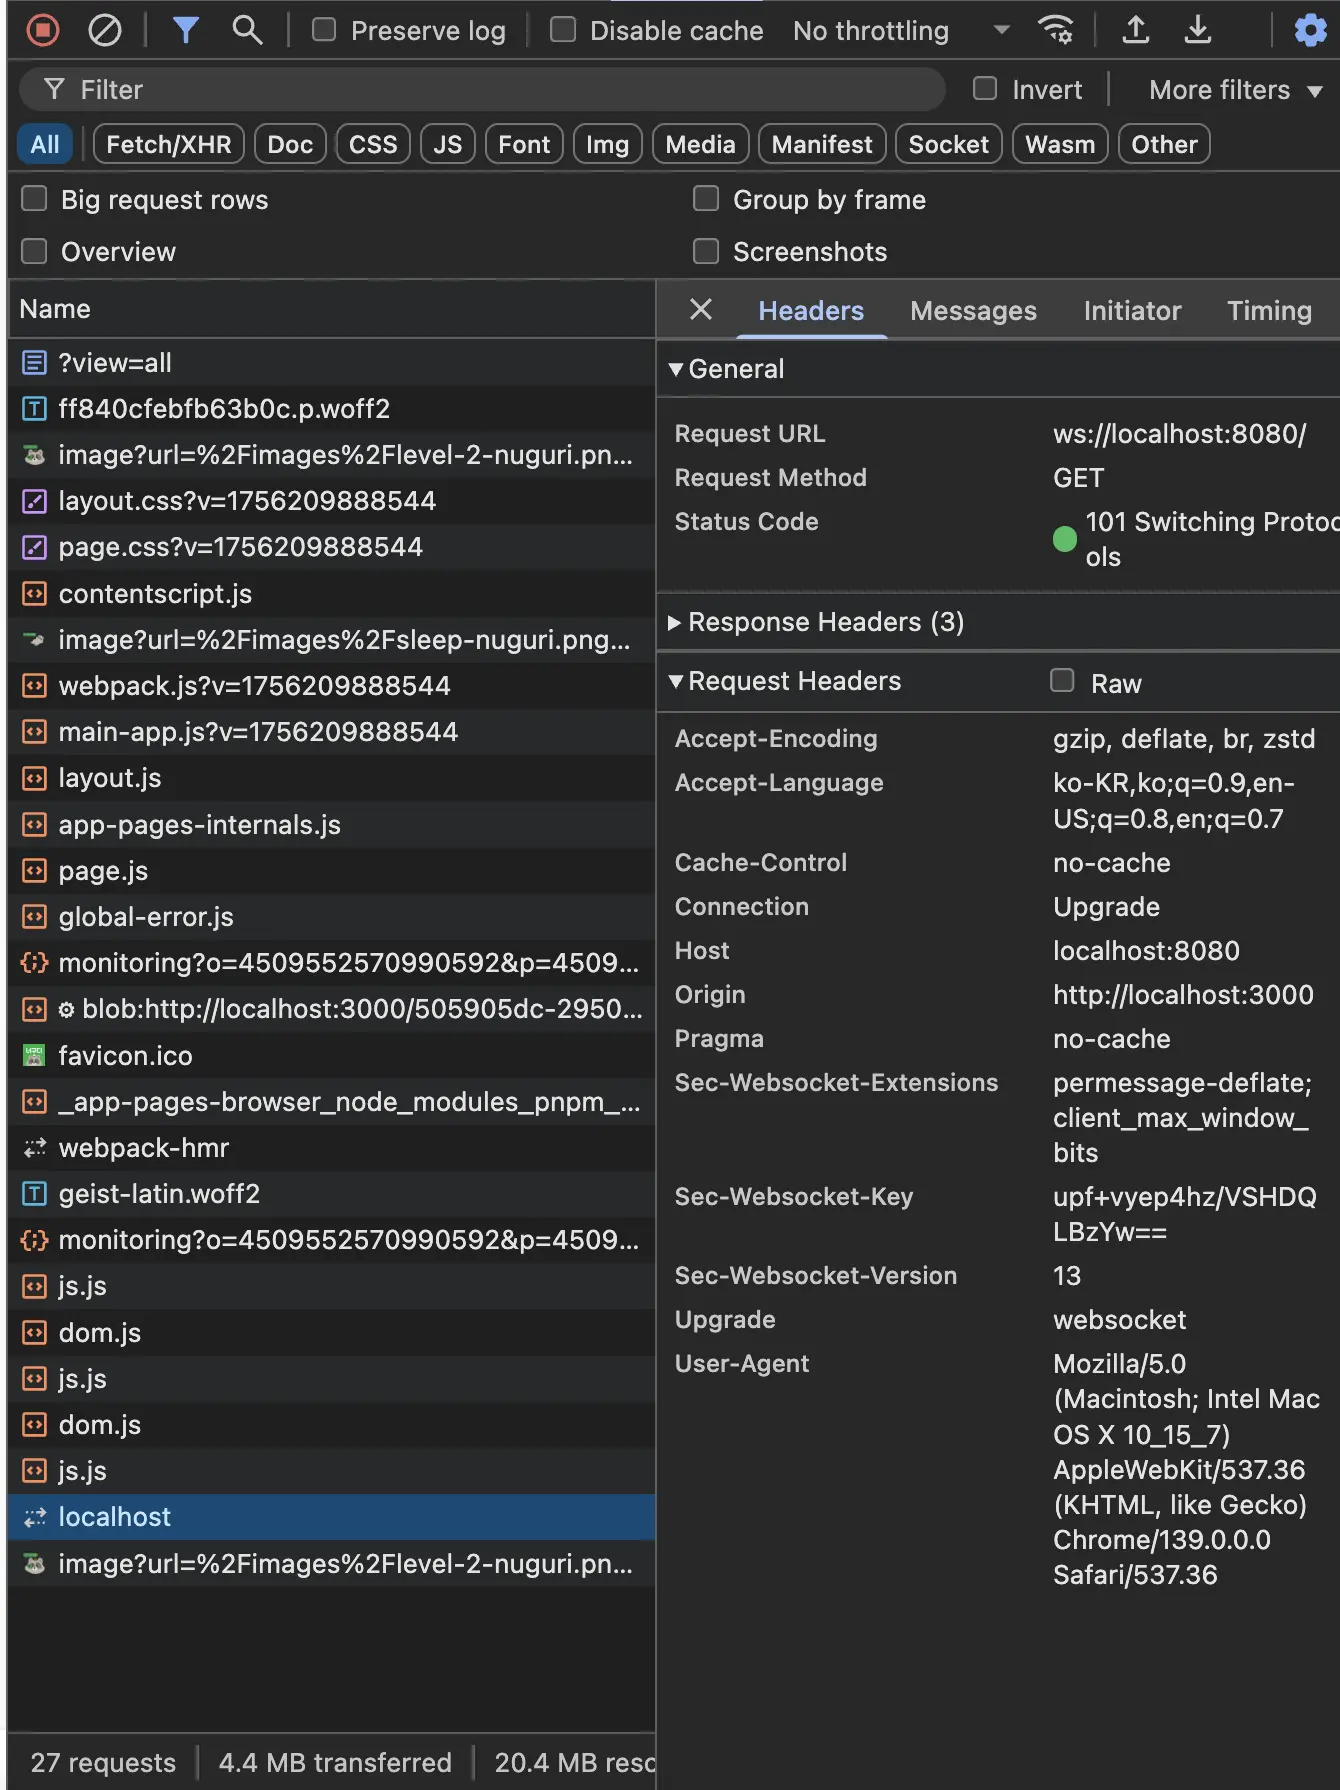 Preserve log
Disable cache
No throttling
Filter
Invert
More filters
All
Fetch/XHR
Doc
CSS
JS
Font
Img
Media
Manifest
Socket
Wasm
Other
Big request rows
Group by frame
Overview
Screenshots
Name
?view=all
ff840cfebfb63b0c.p.woff2
image?url=%2Fimages%2Flevel-2-nuguri.pn...
layout.css?v=1756209888544
page.css?v=1756209888544
contentscript.js
image?url=%2Fimages%2Fsleep-nuguri.png...
webpack.js?v=1756209888544
main-app.js?v=1756209888544
layout.js
app-pages-internals.js
page.js
global-error.js
monitoring?o=4509552570990592&p=4509...
blob:http://localhost:3000/505905dc-2950...
favicon.ico
_app-pages-browser_node_modules_pnpm_...
webpack-hmr
geist-latin.woff2
monitoring?o=4509552570990592&p=4509...
js.js
dom.js
js.js
dom.js
js.js
localhost
image?url=%2Fimages%2Flevel-2-nuguri.pn...
27 requests
4.4 MB transferred
20.4 MB resc
Headers
Messages
Initiator
Timing
General
Request URL
ws://localhost:8080/
Request Method
GET
Status Code
101 Switching Protoc
ols
Response Headers (3)
Request Headers
Raw
Accept-Encoding
gzip, deflate, br, zstd
Accept-Language
ko-KR,ko;q=0.9,en-
US;q=0.8,en;q=0.7
Cache-Control
no-cache
Connection
Upgrade
Host
localhost:8080
Origin
http://localhost:3000
Pragma
no-cache
Sec-Websocket-Extensions
permessage-deflate;
client_max_window_
bits
Sec-Websocket-Key
upf+vyep4hz/VSHDQ
LBzYw==
Sec-Websocket-Version
13
Upgrade
websocket
User-Agent
Mozilla/5.0
(Macintosh; Intel Mac
OS X 10_15_7)
AppleWebKit/537.36
(KHTML, like Gecko)
Chrome/139.0.0.0
Safari/537.36